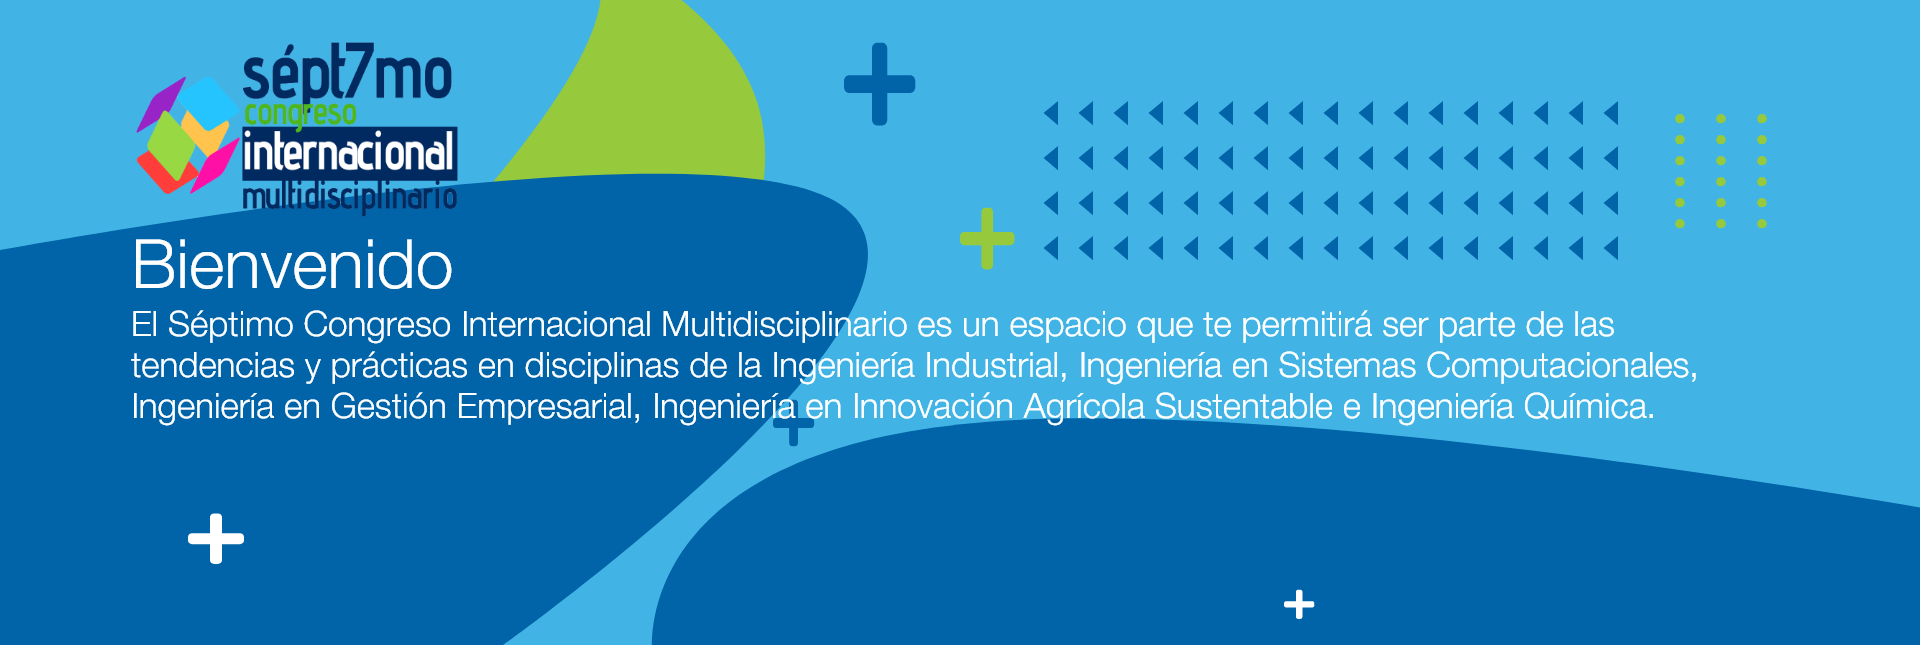 sépt7mo
congreso
internacional
multidisciplinario
Bienvenido
El Séptimo Congreso Internacional Multidisciplinario es un espacio que te permitirá ser parte de las
tendencias y prácticas en disciplinas de la Ingeniería Industrial, Ingeniería en Sistemas Computacionales,
Ingeniería en Gestión Empresarial, Ingeniería en Innovación Agrícola Sustentable e Ingeniería Química.